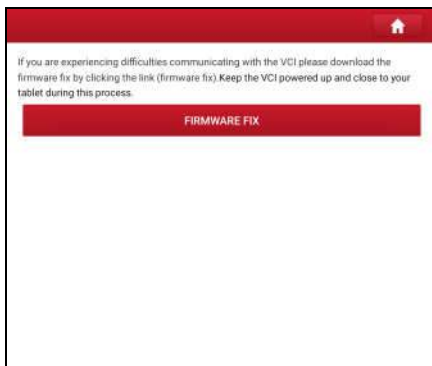 If you are experiencing difficulties communicating with the VCI please download the
firmware fix by clicking the link (firmware fix).Keep the VCI powered up and close to your
tablet during this process.
FIRMWARE FIX